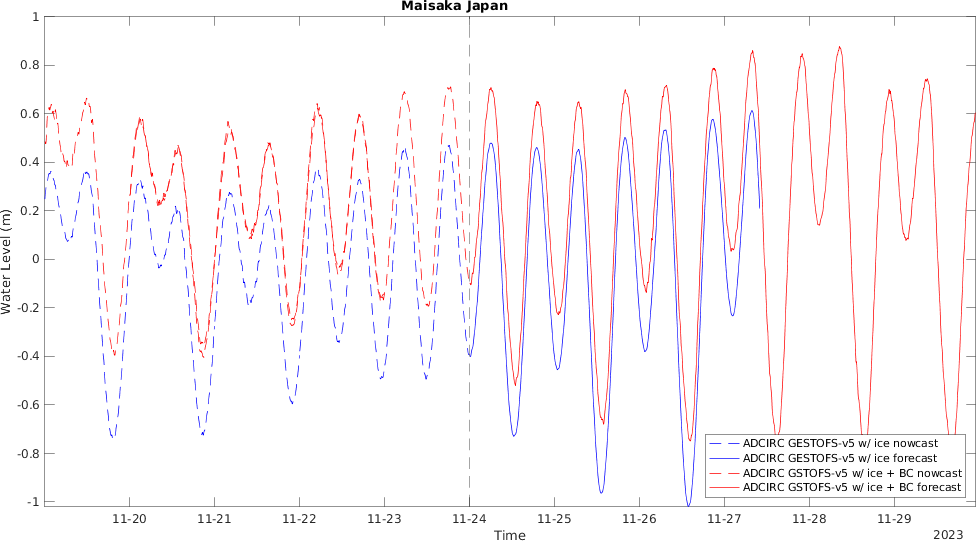 Maisaka Japan
1
0.8
0.6
0.4
0.2
0
-0.2
-0.4
-0.6
-0.8
-1
Water Level (m)
11-20 11-21 11-22 11-23 11-24 11-25 11-26 11-27 11-28 11-29
Time
2023
ADCIRC GESTOFS-v5 w/ ice nowcast
ADCIRC GESTOFS-v5 w/ ice forecast
ADCIRC GSTOFS-v5 w/ ice + BC nowcast
ADCIRC GSTOFS-v5 w/ ice + BC forecast